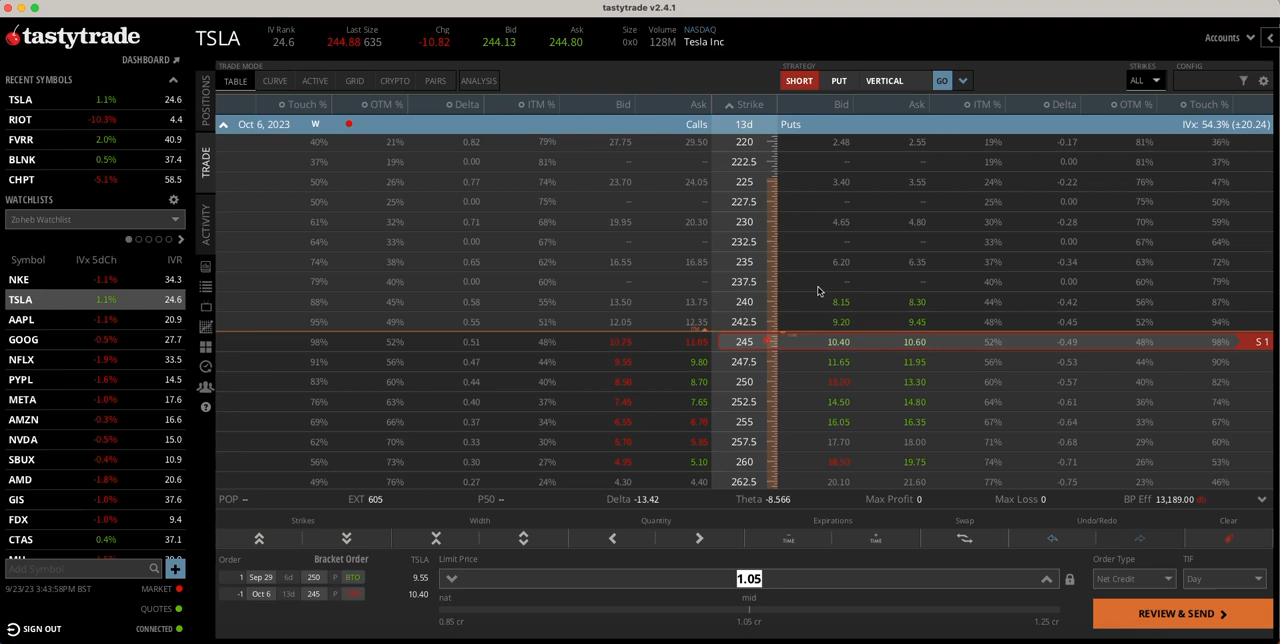 tastytrade v2.4.1
tastytrade
TSLA
IV Rank
24.6
Last Size
244.88 635
Chg
-10.82
Bid
244.13
Ask
244.80
Size
0x0
Volume
128M
NASDAQ
Tesla Inc
Accounts
DASHBOARD
RECENT SYMBOLS
TSLA 1.1% 24.6
RIOT -10.3% 4.4
FVRR 2.0% 40.9
BLNK 0.5% 37.4
CHPT -5.1% 58.5
WATCHLISTS
Zoheb Watchlist
Symbol IVx 5dCh IVR
NKE -1.1% 34.3
TSLA 1.1% 24.6
AAPL -1.1% 20.9
GOOG -0.5% 27.7
NFLX -1.9% 33.5
PYPL -1.6% 14.5
META -1.0% 17.6
AMZN -0.3% 16.6
NVDA -0.5% 15.0
SBUX -0.4% 10.9
AMD -1.8% 20.6
GIS -1.0% 37.6
FDX -1.0% 9.4
CTAS 0.4% 37.1
Add Symbol
9/23/23 3:43:58PM BST MARKET
QUOTES
SIGN OUT CONNECTED
POSITIONS
TRADE
ACTIVITY
TRADE MODE
TABLE CURVE ACTIVE GRID CRYPTO PAIRS ANALYSIS
STRATEGY
SHORT PUT VERTICAL GO
STRIKES
ALL
CONFIG
Touch % OTM % Delta ITM % Bid Ask Strike Bid Ask ITM % Delta OTM % Touch %
Oct 6, 2023 W Calls 13d Puts IVx: 54.3% (±20.24)
40% 21% 0.82 81% 27.75 29.50 220 2.48 2.55 19% -0.17 81% 36%
37% 19% 0.00 81% -- -- 222.5 -- -- 19% 0.00 81% 36%
50% 26% 0.77 74% 23.70 24.05 225 3.40 3.55 24% -0.22 76% 47%
50% 25% 0.00 76% -- -- 227.5 -- -- 25% 0.00 75% 50%
61% 32% 0.71 68% 19.95 20.30 230 4.65 4.80 30% -0.28 70% 59%
64% 33% 0.00 67% -- -- 232.5 -- -- 33% 0.00 67% 64%
74% 38% 0.65 62% 16.55 16.85 235 6.20 6.35 37% -0.34 63% 72%
79% 40% 0.00 60% -- -- 237.5 -- -- 40% 0.00 60% 79%
88% 45% 0.58 55% 13.50 13.75 240 8.15 8.30 44% -0.42 56% 87%
95% 49% 0.55 51% 12.05 12.35 242.5 9.20 9.45 48% -0.45 52% 94%
98% 52% 0.51 48% 10.75 11.05 245 10.40 10.60 52% -0.49 48% 98% S 1
91% 56% 0.47 44% 9.55 9.80 247.5 11.65 11.95 56% -0.53 44% 90%
83% 60% 0.44 40% 8.50 8.70 250 13.30 60% -0.57 40% 82%
76% 63% 0.40 37% 7.45 7.65 252.5 14.50 14.80 64% -0.61 36% 74%
69% 66% 0.37 34% 6.55 6.70 255 16.05 16.35 67% -0.64 33% 67%
62% 70% 0.33 30% 5.70 5.85 257.5 17.70 18.00 71% -0.68 29% 60%
56% 73% 0.30 27% 4.95 5.10 260 18.90 19.75 74% -0.71 26% 53%
49% 76% 0.27 24% 4.30 4.40 262.5 20.10 21.60 77% -0.75 23% 46%
POP -- EXT 605 P50 -- Delta -13.42 Theta -8.566 Max Profit 0 Max Loss 0 BP Eff 13,189.00
Strikes Width Quantity Expirations Swap Undo/Redo Clear
TIME TIME
Order Bracket Order TSLA Limit Price Order Type TIF
1 Sep 29 6d 250 P BTO 9.55
-1 Oct 6 13d 245 P 10.40
1.05
Net Credit Day
nat mid
0.85 cr 1.05 cr 1.25 cr
REVIEW & SEND